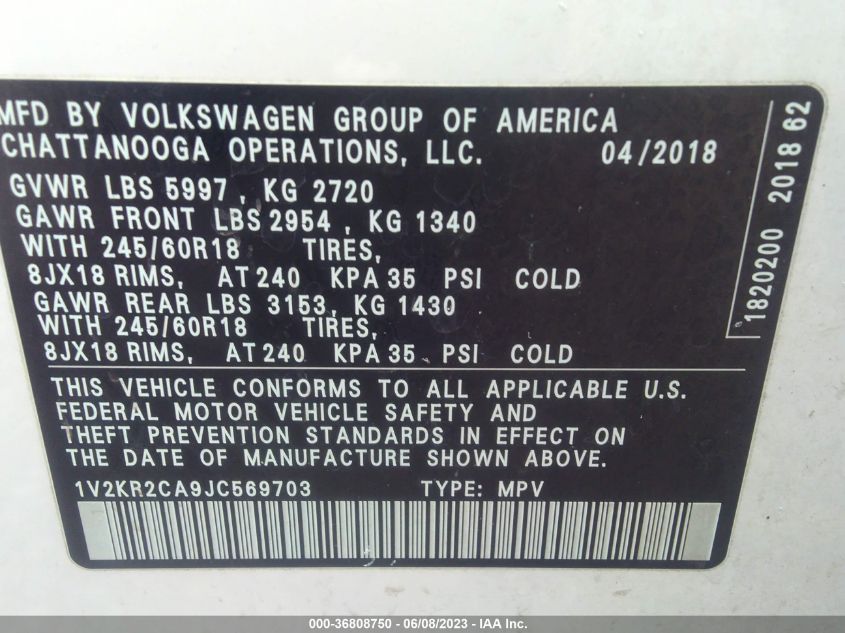 MFD BY VOLKSWAGEN GROUP OF AMERICA
CHATTANOOGA OPERATIONS, LLC. 04/2018
GVWR LBS 5997, KG 2720
GAWR FRONT LBS 2954, KG 1340
WITH 245/60R18 TIRES,
8JX18 RIMS, AT 240 KPA 35 PSI COLD
GAWR REAR LBS 3153, KG 1430
WITH 245/60R18 TIRES,
8JX18 RIMS, AT 240 KPA 35 PSI COLD
THIS VEHICLE CONFORMS TO ALL APPLICABLE U.S.
FEDERAL MOTOR VEHICLE SAFETY AND
THEFT PREVENTION STANDARDS IN EFFECT ON
THE DATE OF MANUFACTURE SHOWN ABOVE.
1V2KR2CA9JC569703 TYPE: MPV
1820200 2018 62
000-36808750 - 06/08/2023 - IAA Inc.